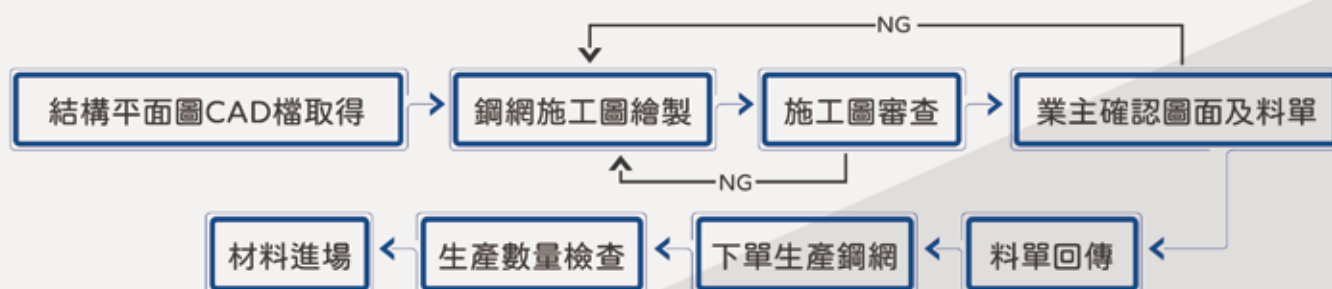 NG
結構平面圖CAD檔取得
鋼網施工圖繪製
施工圖審查
業主確認圖面及料單
NG
材料進場
生產數量檢查
下單生產鋼網
料單回傳